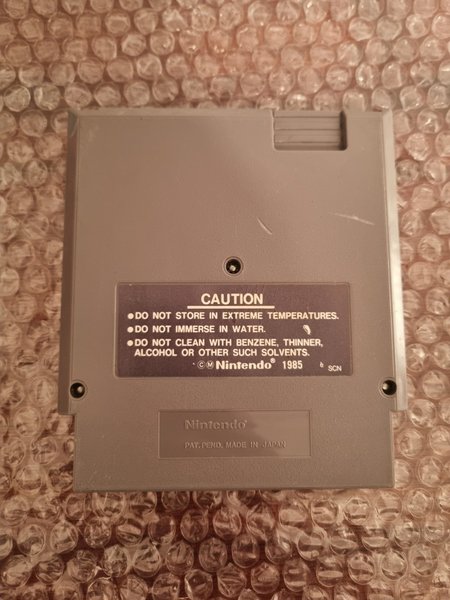 CAUTION
●DO NOT STORE IN EXTREME TEMPERATURES.
●DO NOT IMMERSE IN WATER.
●DO NOT CLEAN WITH BENZENE, THINNER,
ALCOHOL OR OTHER SUCH SOLVENTS.
©Ⓜ Nintendo® 1985 SCN
Nintendo®
PAT. PEND. MADE IN JAPAN